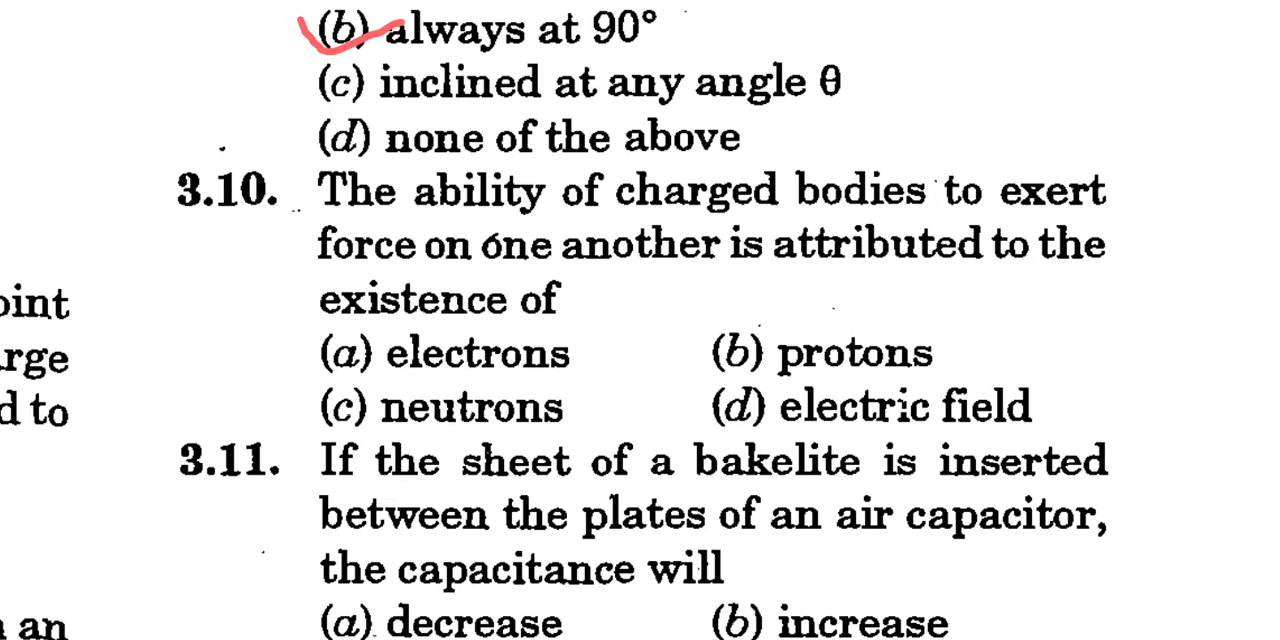 (b) always at 90°
(c) inclined at any angle θ
(d) none of the above
3.10. The ability of charged bodies to exert
force on one another is attributed to the
existence of
(a) electrons (b) protons
(c) neutrons (d) electric field
3.11. If the sheet of a bakelite is inserted
between the plates of an air capacitor,
the capacitance will
(a) decrease (b) increase
oint
rge
d to
an